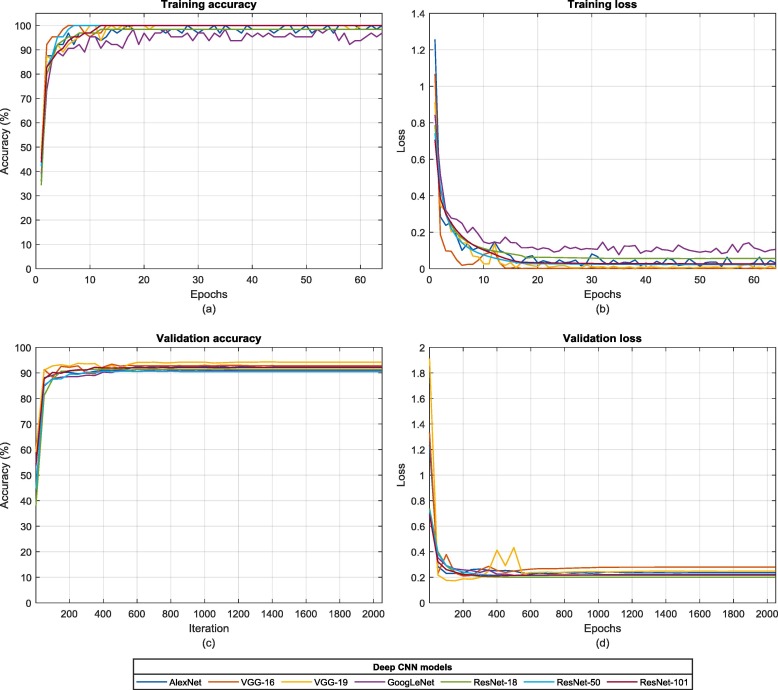 Training accuracy
100
90
80
70
60
50
40
30
20
10
0
Accuracy (%)
0 10 20 30 40 50 60
Epochs
(a)
Training loss
1.4
1.2
1
0.8
0.6
0.4
0.2
0
Loss
0 10 20 30 40 50 60
Epochs
(b)
Validation accuracy
100
90
80
70
60
50
40
30
20
10
0
Accuracy (%)
200 400 600 800 1000 1200 1400 1600 1800 2000
Iteration
(c)
Validation loss
2
1.8
1.6
1.4
1.2
1
0.8
0.6
0.4
0.2
0
Loss
200 400 600 800 1000 1200 1400 1600 1800 2000
Epochs
(d)
Deep CNN models
AlexNet VGG-16 VGG-19 GoogLeNet ResNet-18 ResNet-50 ResNet-101